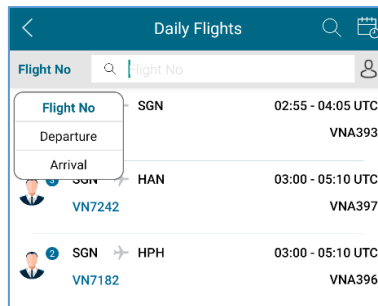 Daily Flights
Flight No Flight No
Flight No
Departure
Arrival
SGN 02:55 - 04:05 UTC
VNA393
3 SGN HAN 03:00 - 05:10 UTC
VN7242 VNA397
2 SGN HPH 03:00 - 05:10 UTC
VN7182 VNA396